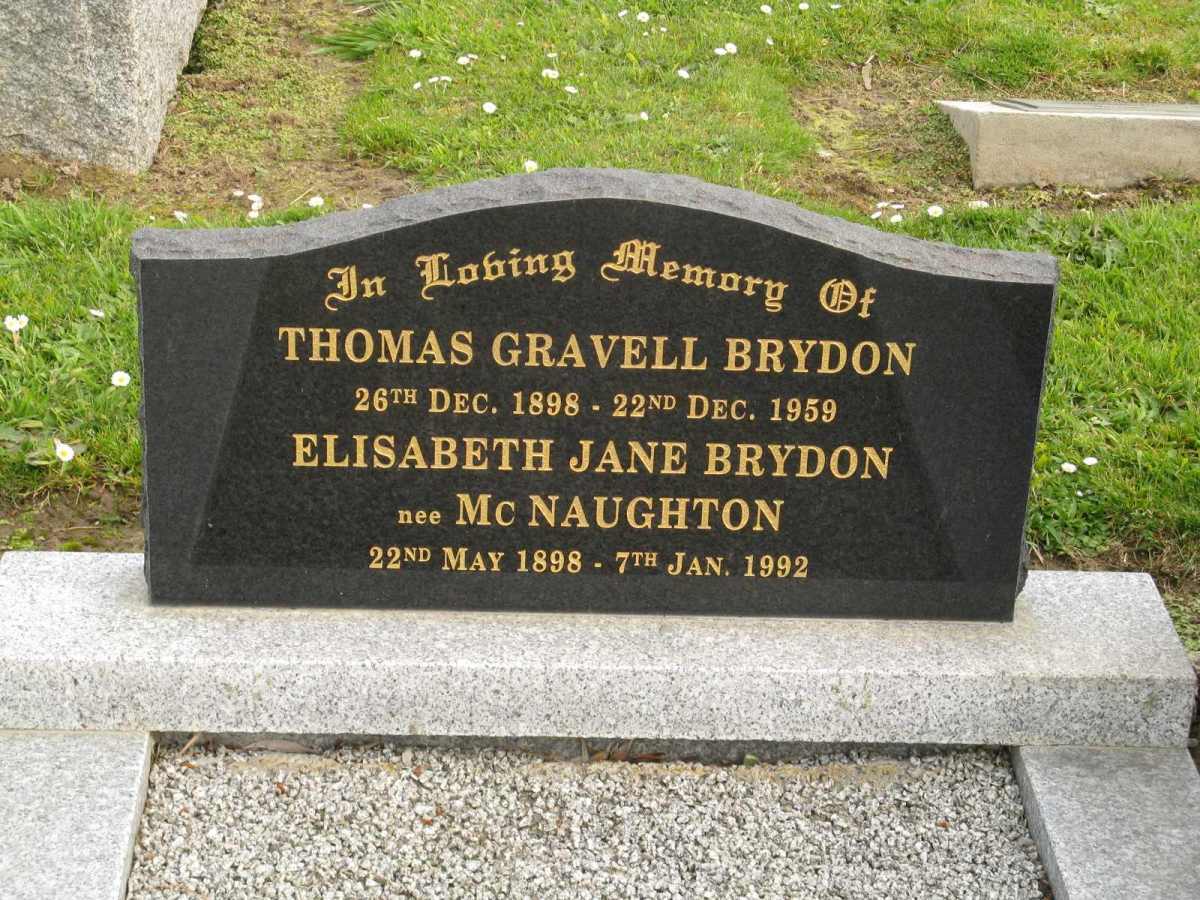 In Loving Memory Of
THOMAS GRAVELL BRYDON
26TH DEC. 1898 - 22ND DEC. 1959
ELISABETH JANE BRYDON
nee Mc NAUGHTON
22ND MAY 1898 - 7TH JAN. 1992